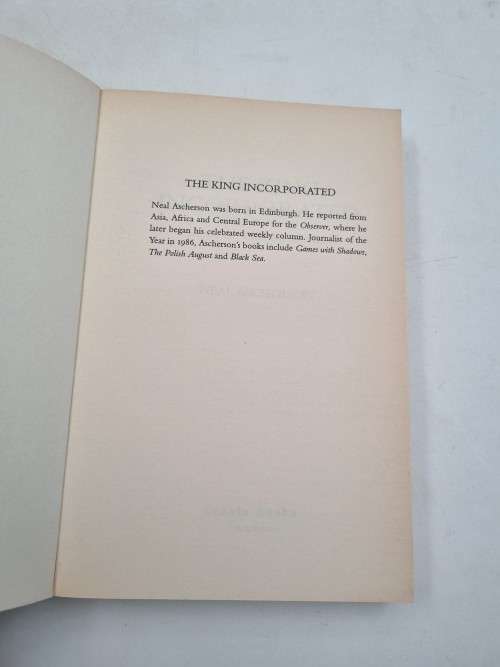 THE KING INCORPORATED
Neal Ascherson was born in Edinburgh. He reported from
Asia, Africa and Central Europe for the Observer, where he
later began his celebrated weekly column. Journalist of the
Year in 1986, Ascherson's books include Games with Shadows,
The Polish August and Black Sea.